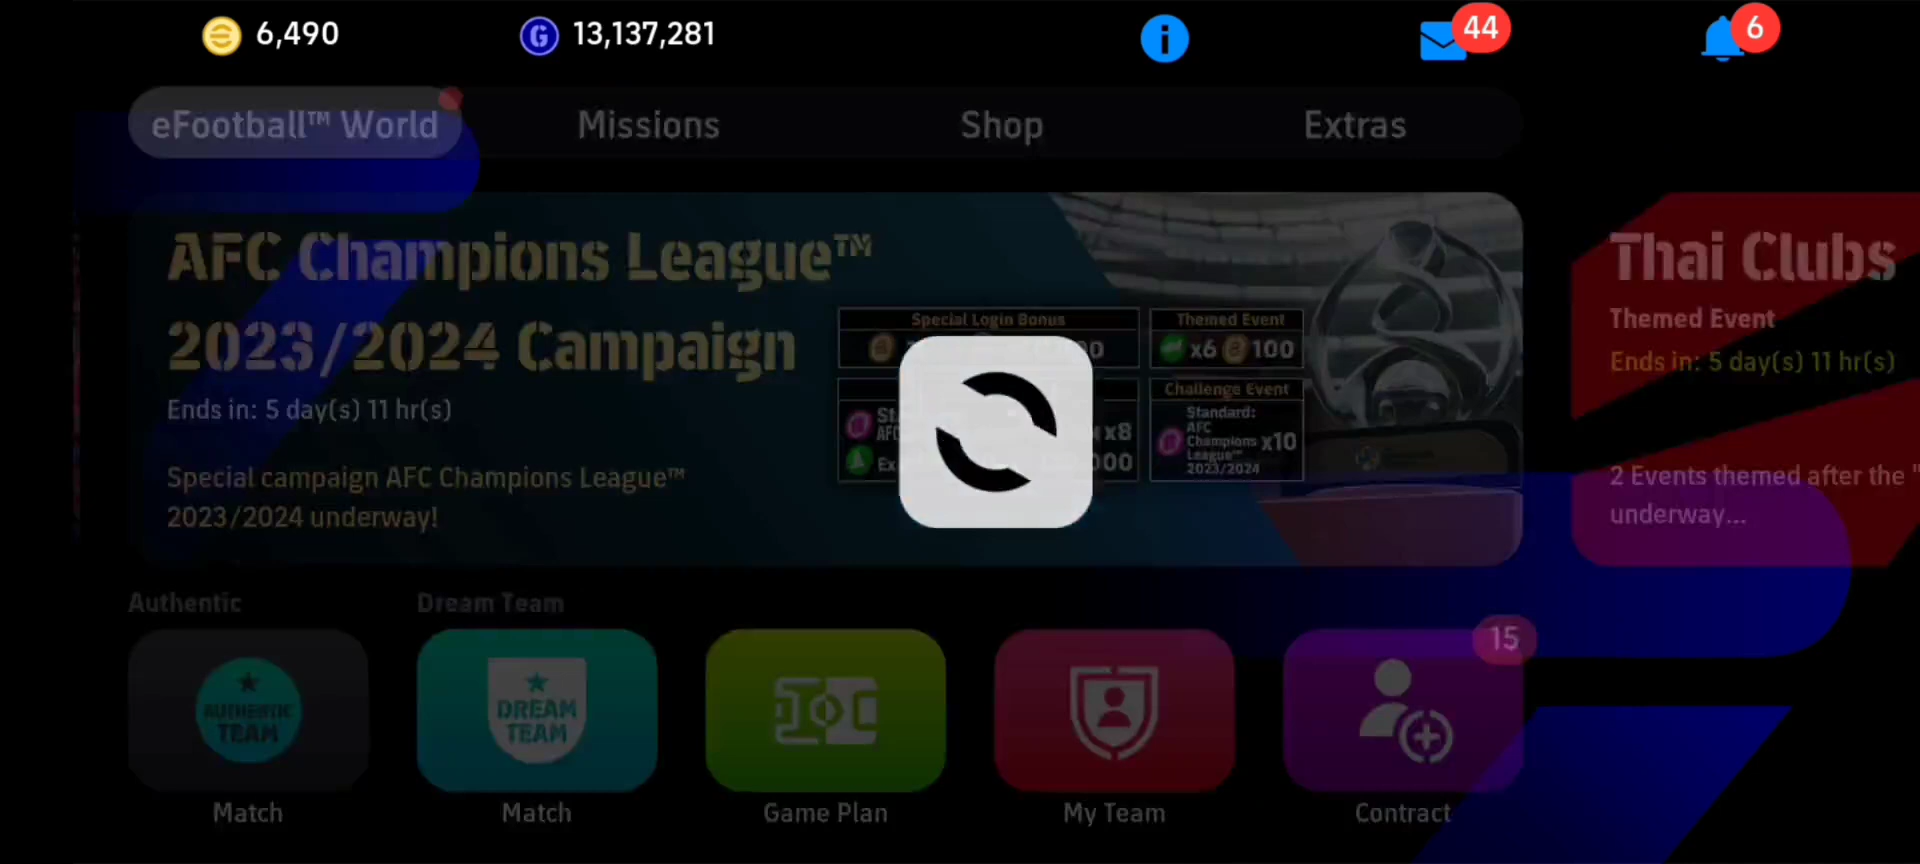 6,490
13,137,281
44
6
eFootball™ World
Missions
Shop
Extras
AFC Champions League™
2023/2024 Campaign
Ends in: 5 day(s) 11 hr(s)
Special campaign AFC Champions League™
2023/2024 underway!
Special Login Bonus
Themed Event
x6 100
Challenge Event
Standard:
AFC
Champions x10
League™
2023/2024
x8
Thai Clubs
Themed Event
Ends in: 5 day(s) 11 hr(s)
2 Events themed after the "
underway...
Authentic
Dream Team
AUTHENTIC
TEAM
DREAM
TEAM
15
Match
Match
Game Plan
My Team
Contract